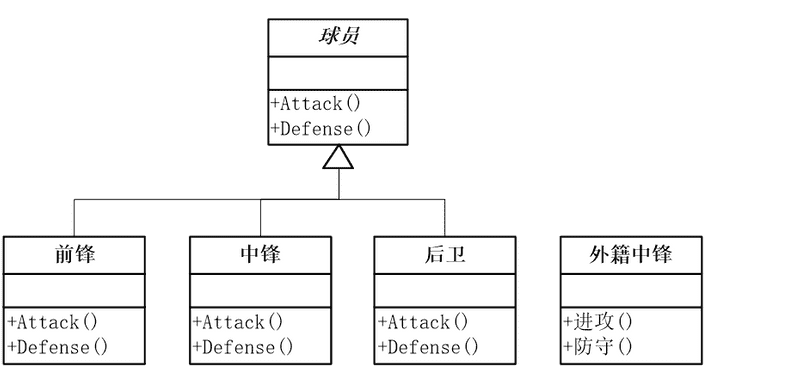 球员
+Attack()
+Defense()
前锋
+Attack()
+Defense()
中锋
+Attack()
+Defense()
后卫
+Attack()
+Defense()
外籍中锋
+进攻()
+防守()